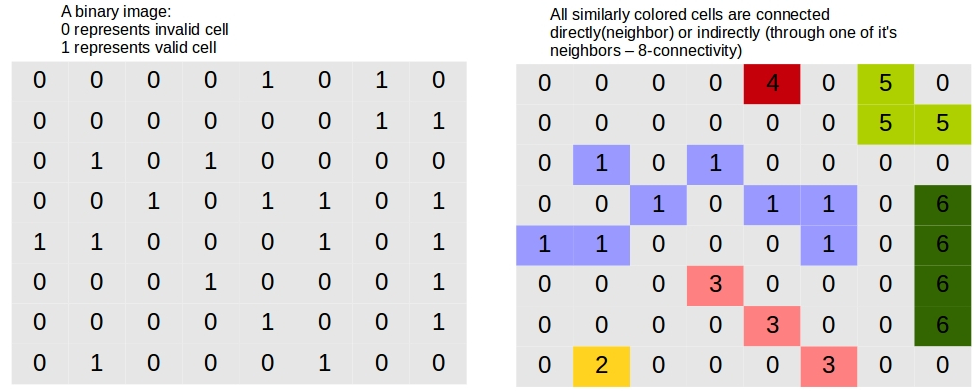 A binary image:
0 represents invalid cell
1 represents valid cell
0 0 0 0 1 0 1 0
0 0 0 0 0 0 1 1
0 1 0 1 0 0 0 0
0 0 1 0 1 1 0 1
1 1 0 0 0 1 0 1
0 0 0 1 0 0 0 1
0 0 0 0 1 0 0 1
0 1 0 0 0 1 0 0
All similarly colored cells are connected
directly(neighbor) or indirectly (through one of it's
neighbors – 8-connectivity)
0 0 0 0 4 0 5 0
0 0 0 0 0 0 5 5
0 1 0 1 0 0 0 0
0 0 1 0 1 1 0 6
1 1 0 0 0 1 0 6
0 0 0 3 0 0 0 6
0 0 0 0 3 0 0 6
0 2 0 0 0 3 0 0